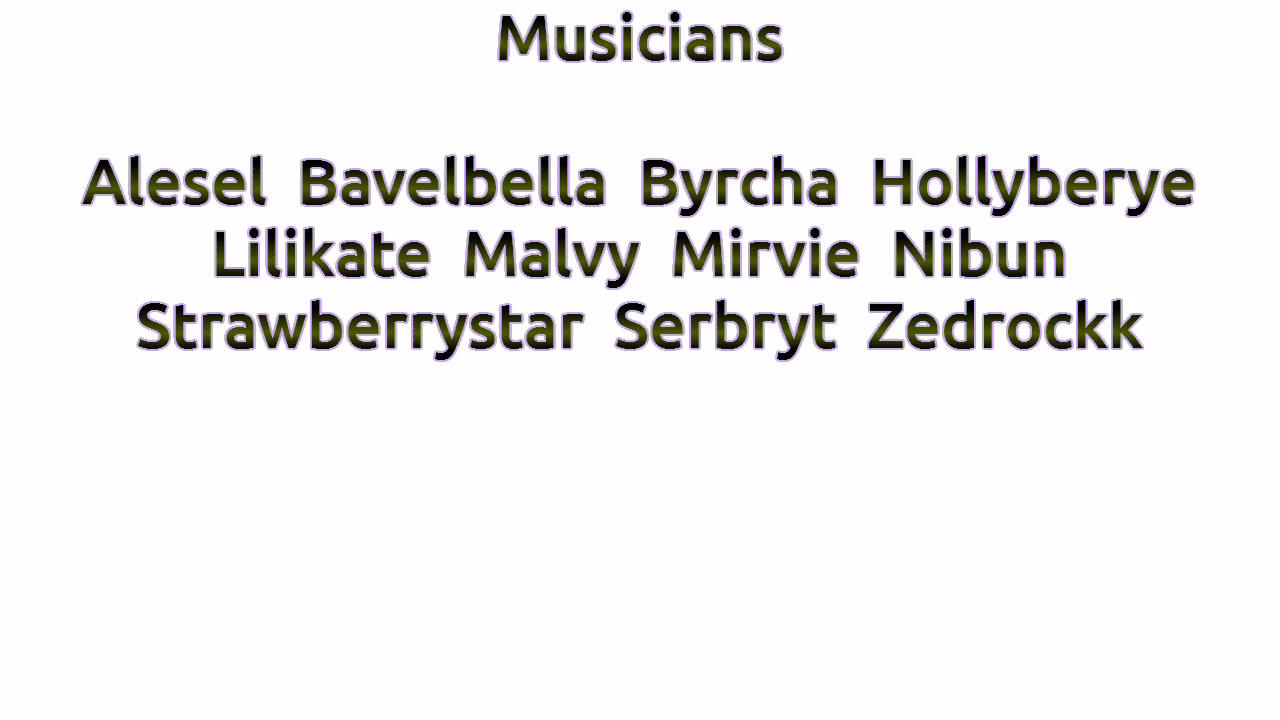 Musicians
Alesel Bavelbella Byrcha Hollyberye
Lilikate Malvy Mirvie Nibun
Strawberrystar Serbryt Zedrockk